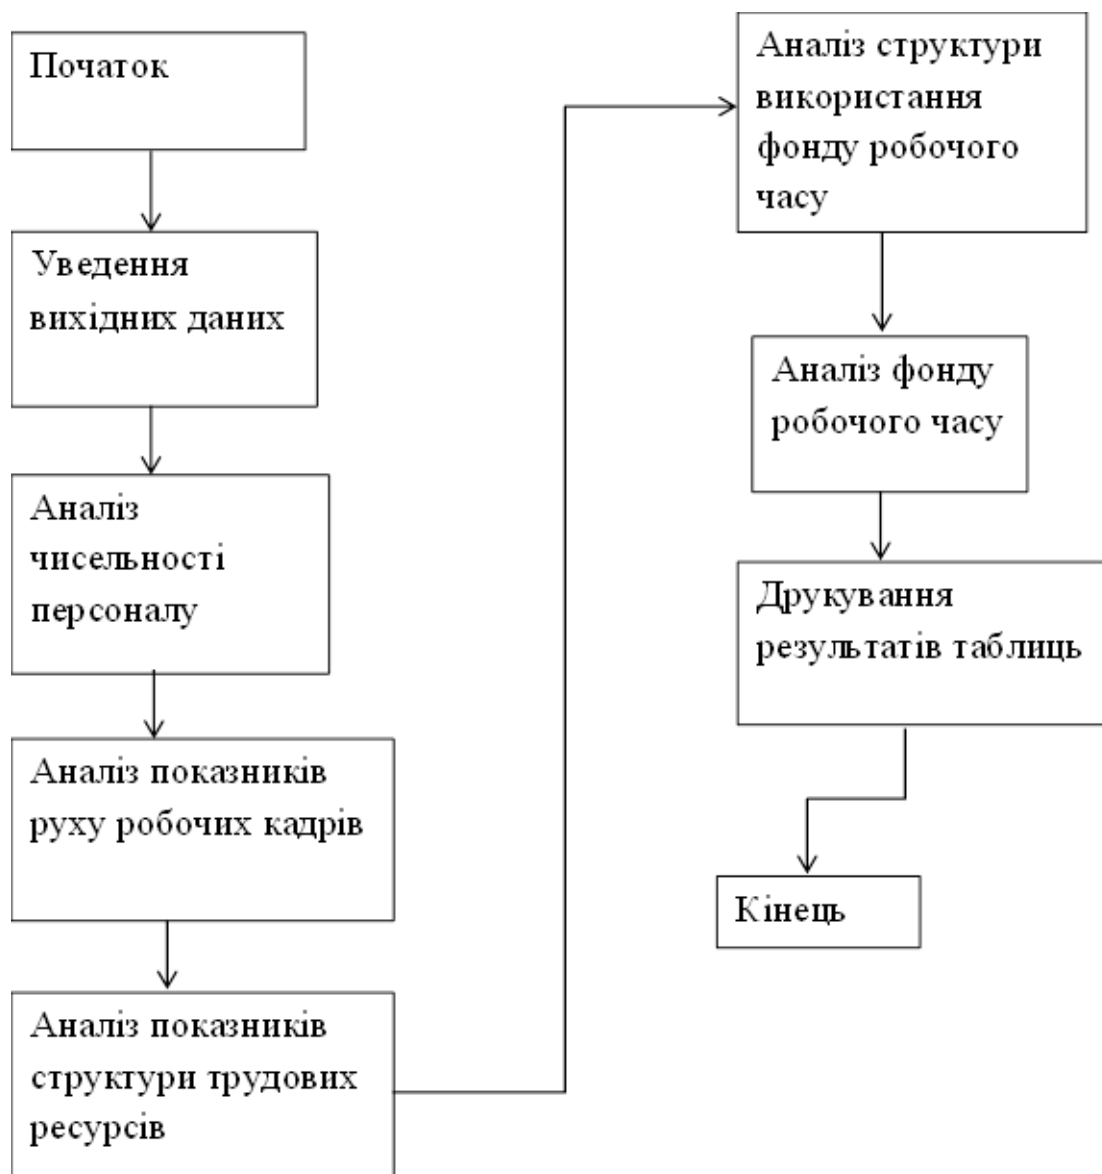 Початок
Уведення
вихідних даних
Аналіз
чисельності
персоналу
Аналіз показників
руху робочих кадрів
Аналіз показників
структури трудових
ресурсів
Аналіз структури
використання
фонду робочого
часу
Аналіз фонду
робочого часу
Друкування
результатів таблиць
Кінець